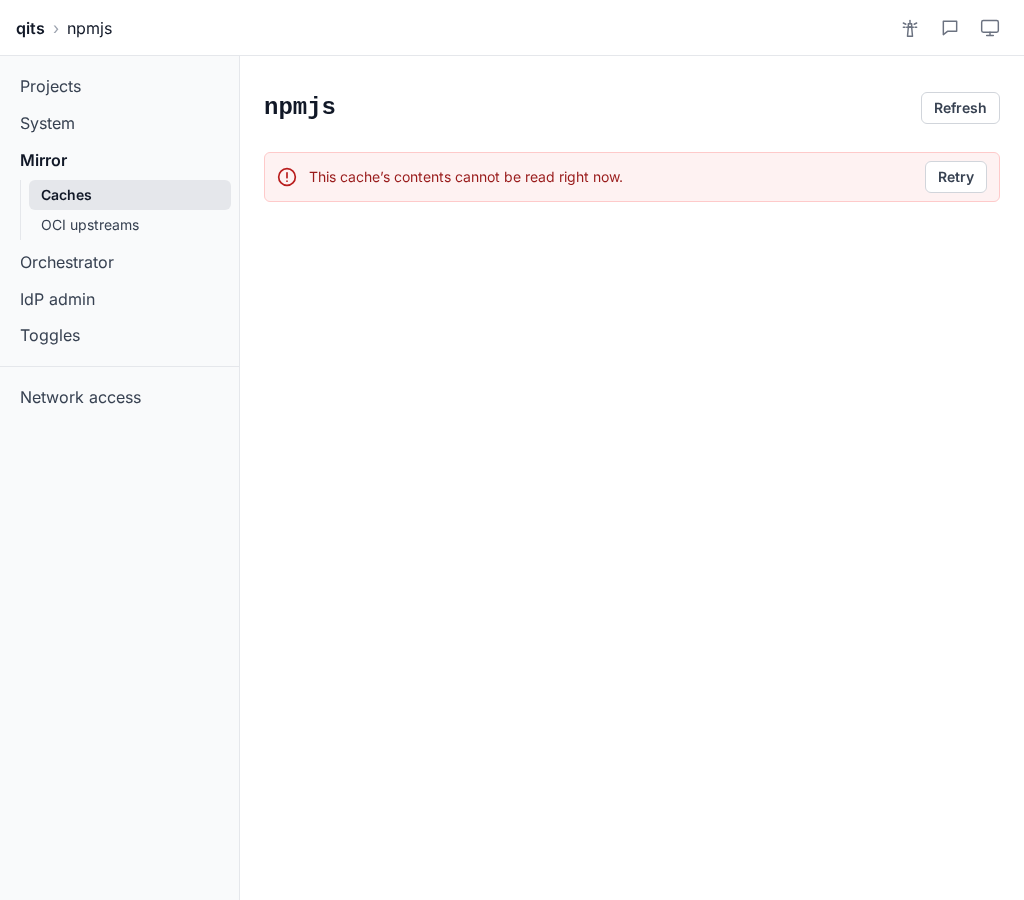 qits › npmjs
Projects
System
Mirror
Caches
OCI upstreams
Orchestrator
IdP admin
Toggles
Network access
npmjs
Refresh
This cache’s contents cannot be read right now.
Retry